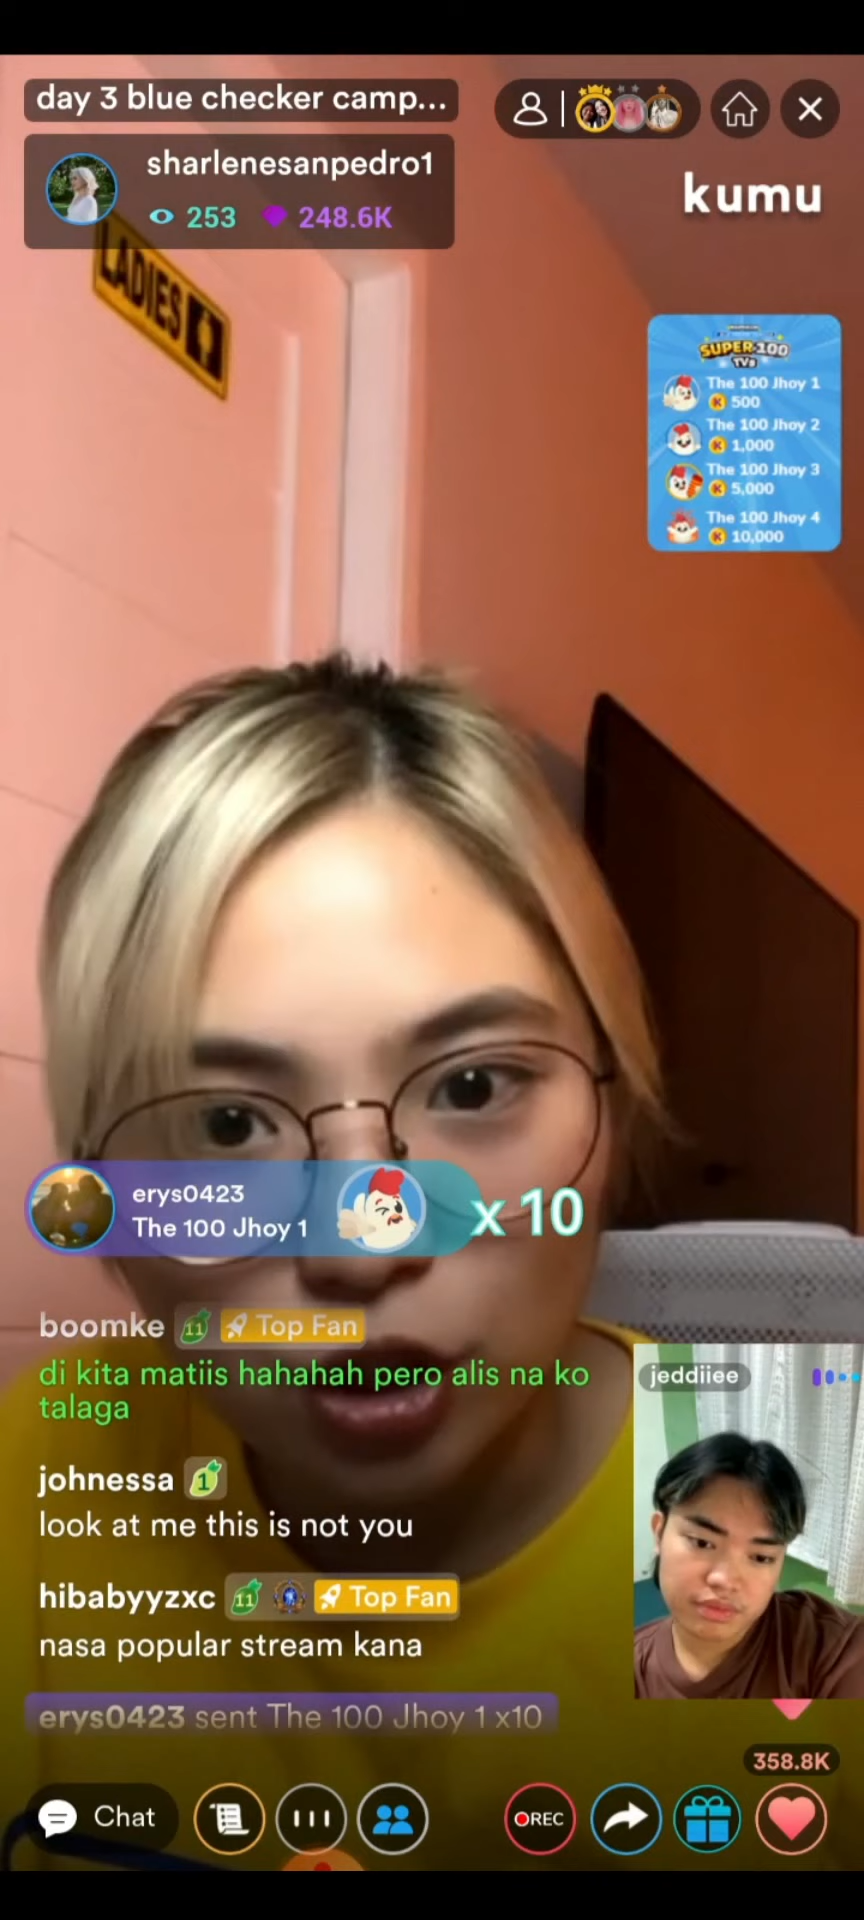 day 3 blue checker camp...
sharlenesanpedro1
253 248.6K
kumu
LADIES
SUPER 100
TVs
The 100 Jhoy 1
K 500
The 100 Jhoy 2
K 1,000
The 100 Jhoy 3
K 5,000
The 100 Jhoy 4
K 10,000
erys0423
The 100 Jhoy 1
x 10
boomke 11 Top Fan
di kita matiis hahahah pero alis na ko
talaga
jeddiiee
johnessa 1
look at me this is not you
hibabyyzxc 11 Top Fan
nasa popular stream kana
erys0423 sent The 100 Jhoy 1 x10
358.8K
Chat
REC